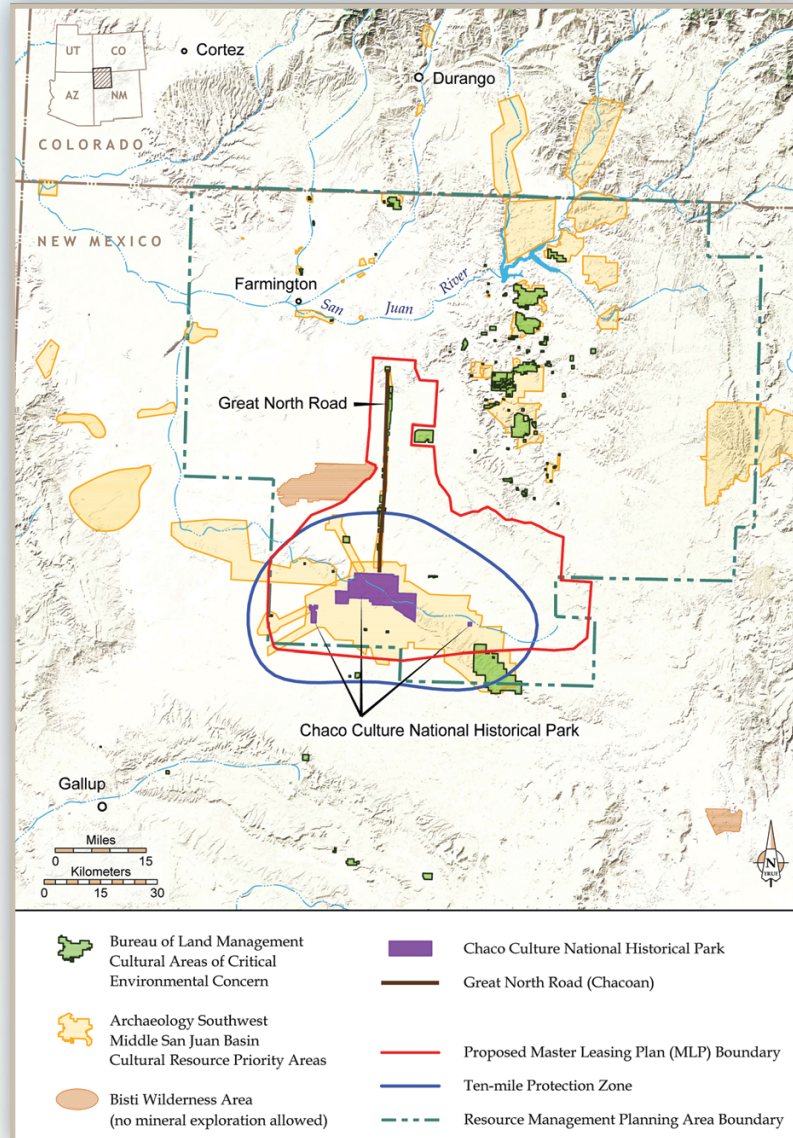 UT
CO
AZ
NM
Cortez
Durango
COLORADO
NEW MEXICO
Farmington
San Juan River
Great North Road
Chaco Culture National Historical Park
Gallup
Miles
0 15
Kilometers
0 15 30
N
TRUE
Bureau of Land Management
Cultural Areas of Critical
Environmental Concern
Archaeology Southwest
Middle San Juan Basin
Cultural Resource Priority Areas
Bisti Wilderness Area
(no mineral exploration allowed)
Chaco Culture National Historical Park
Great North Road (Chacoan)
Proposed Master Leasing Plan (MLP) Boundary
Ten-mile Protection Zone
Resource Management Planning Area Boundary